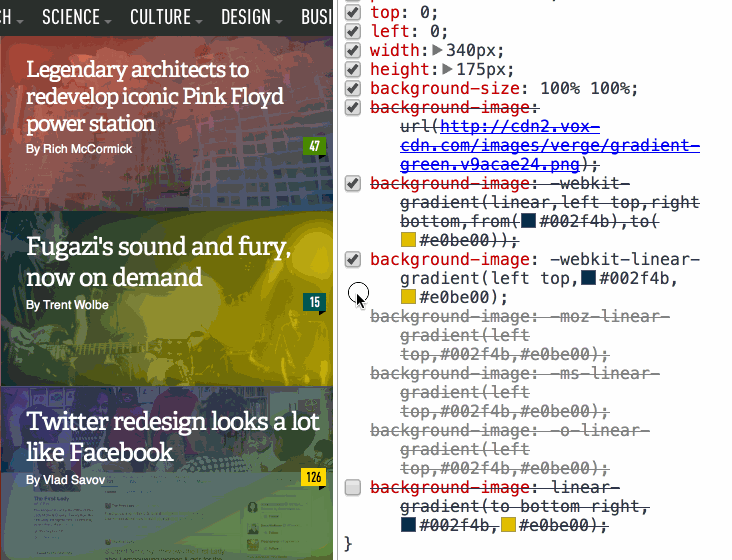 CH SCIENCE CULTURE DESIGN BUSI
Legendary architects to
redevelop iconic Pink Floyd
power station
By Rich McCormick
47
Fugazi's sound and fury,
now on demand
By Trent Wolbe
15
Twitter redesign looks a lot
like Facebook
By Vlad Savov
126
top: 0;
left: 0;
width: 340px;
height: 175px;
background-size: 100% 100%;
background-image:
url(http://cdn2.vox-
cdn.com/images/verge/gradient-
green.v9acae24.png);
background-image: -webkit-
gradient(linear,left top,right
bottom,from(#002f4b),to(
#e0be00));
background-image: -webkit-linear-
gradient(left top,#002f4b,
#e0be00);
background-image: -moz-linear-
gradient(left
top,#002f4b,#e0be00);
background-image: -ms-linear-
gradient(left
top,#002f4b,#e0be00);
background-image: -o-linear-
gradient(left
top,#002f4b,#e0be00);
background-image: linear-
gradient(to bottom right,
#002f4b,#e0be00);
}